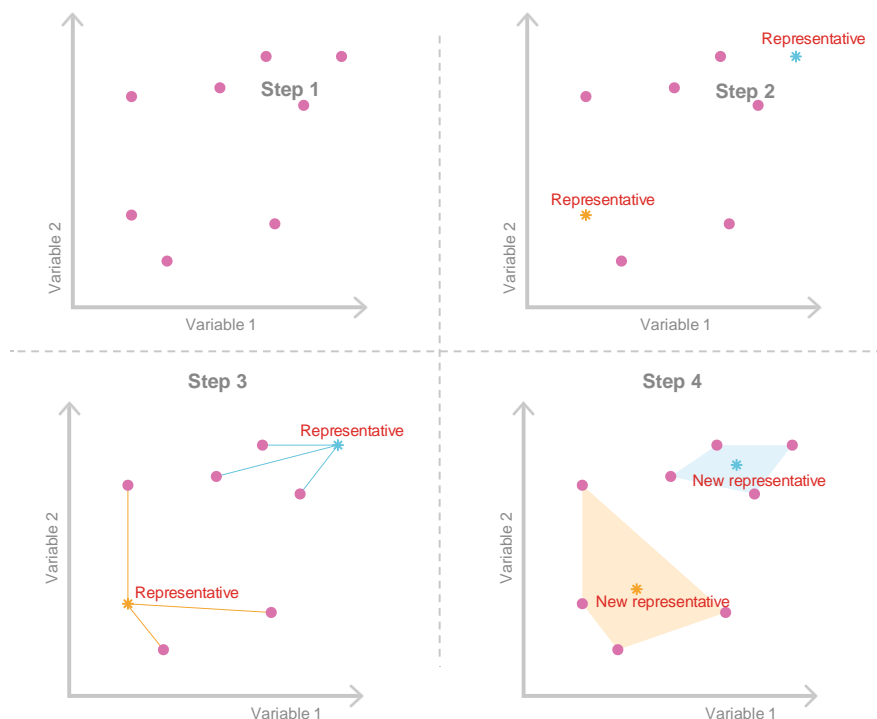 Step 1
Variable 2
Variable 1
Representative
Step 2
Representative
Variable 2
Variable 1
Step 3
Representative
Representative
Variable 2
Variable 1
Step 4
New representative
New representative
Variable 2
Variable 1